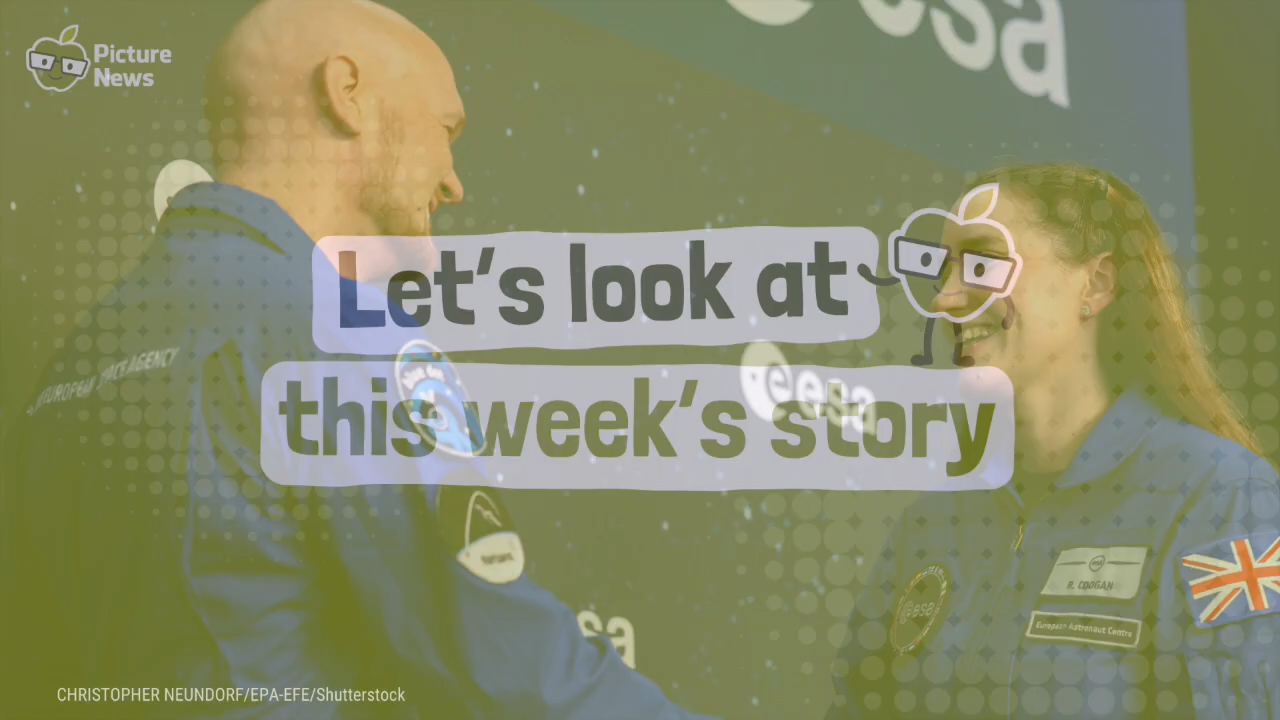 esa
Picture
News
Let's look at
this week's story
EUROPEAN SPACE AGENCY
esa
R. COOGAN
esa
European Astronaut Centre
sa
CHRISTOPHER NEUNDORF/EPA-EFE/Shutterstock